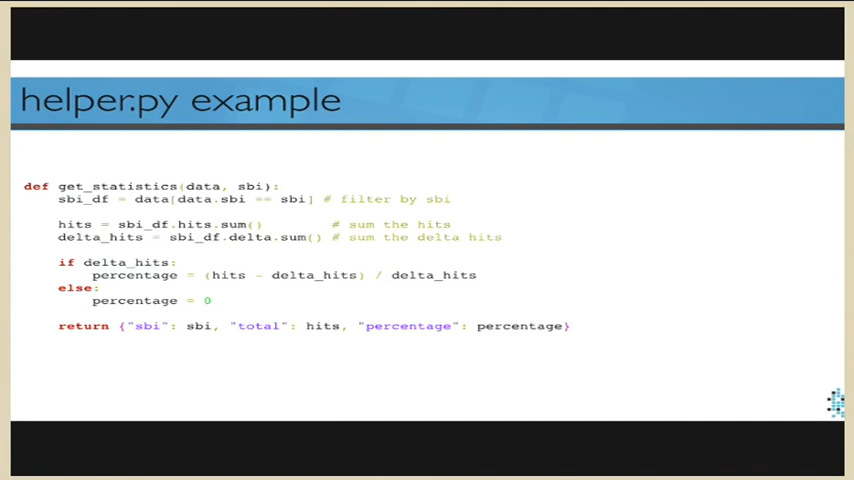 helper.py example
def get_statistics(data, sbi):
    sbi_df = data[data.sbi == sbi] # filter by sbi
    hits = sbi_df.hits.sum()        # sum the hits
    delta_hits = sbi_df.delta.sum() # sum the delta hits
    if delta_hits:
        percentage = (hits - delta_hits) / delta_hits
    else:
        percentage = 0
    return {"sbi": sbi, "total": hits, "percentage": percentage}